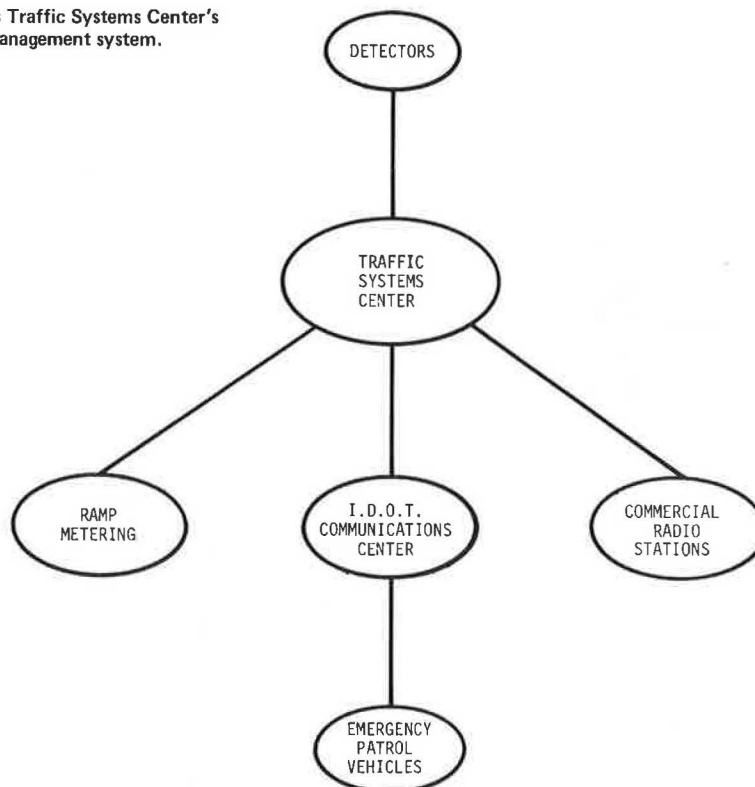 s Traffic Systems Center's
anagement system.
DETECTORS
TRAFFIC
SYSTEMS
CENTER
RAMP
METERING
I.D.O.T.
COMMUNICATIONS
CENTER
COMMERCIAL
RADIO
STATIONS
EMERGENCY
PATROL
VEHICLES